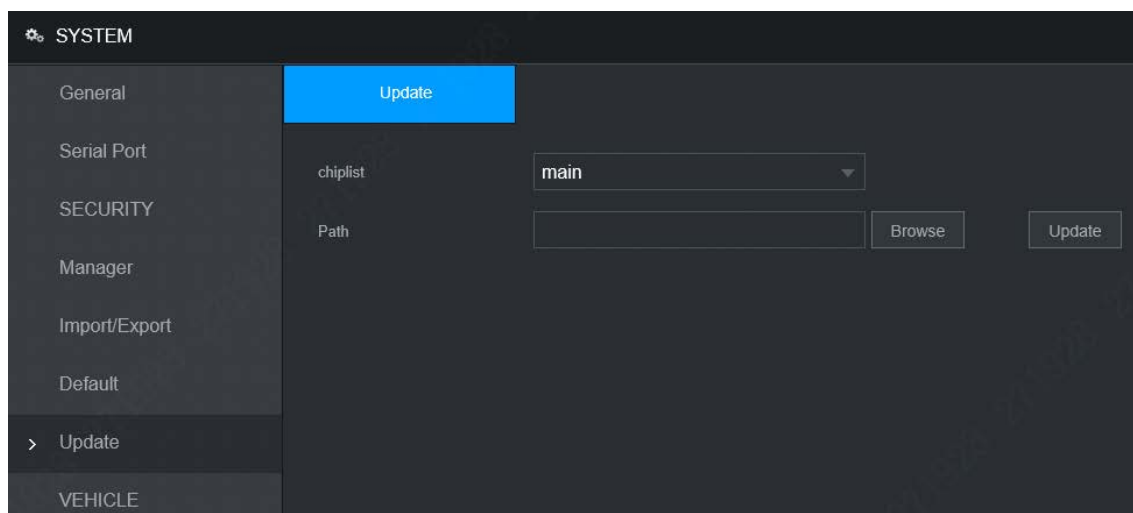 SYSTEM
General
Serial Port
SECURITY
Manager
Import/Export
Default
> Update
VEHICLE
Update
chiplist main
Path Browse Update